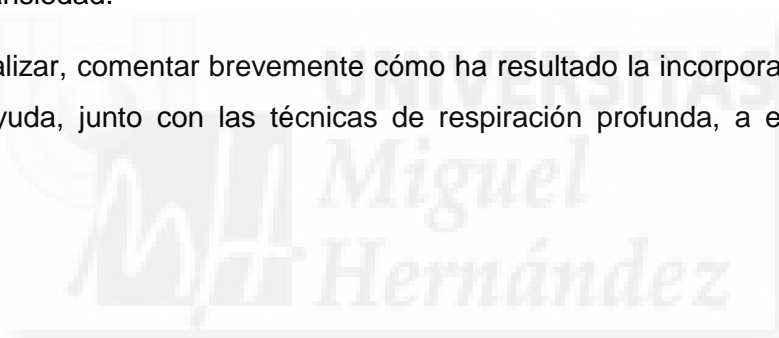 ansiedad.
alizar, comentar brevemente cómo ha resultado la incorpora
yuda, junto con las técnicas de respiración profunda, a e
UNIVERSITAS
Miguel
Hernández